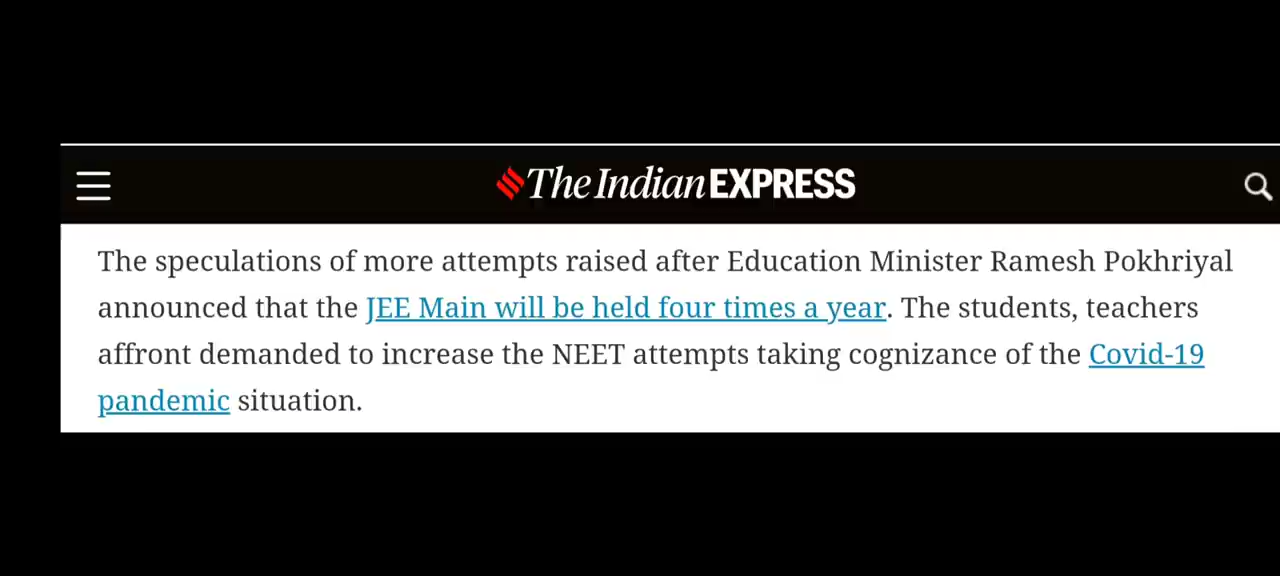 The Indian EXPRESS
The speculations of more attempts raised after Education Minister Ramesh Pokhriyal
announced that the JEE Main will be held four times a year. The students, teachers
affront demanded to increase the NEET attempts taking cognizance of the Covid-19
pandemic situation.